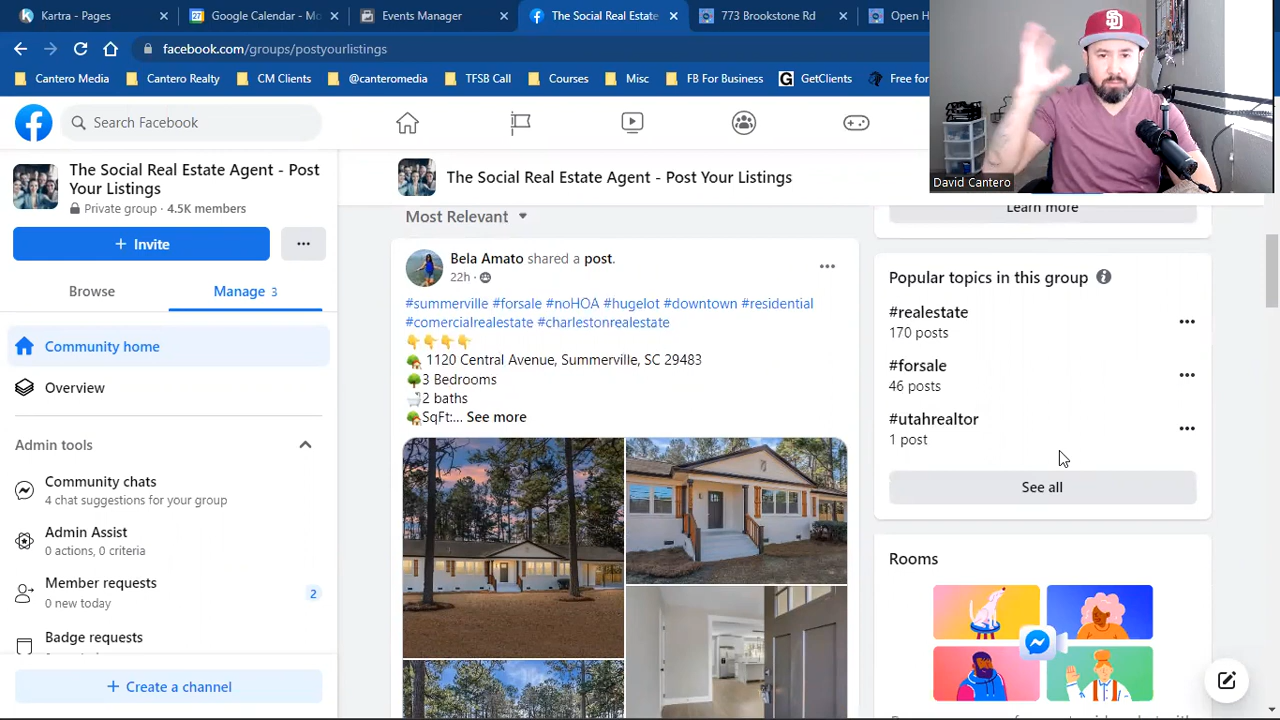 Kartra - Pages
Google Calendar - Mo
Events Manager
The Social Real Estate
773 Brookstone Rd
Open H
facebook.com/groups/postyourlistings
Cantero Media
Cantero Realty
CM Clients
@canteromedia
TFSB Call
Courses
Misc
FB For Business
GetClients
Free for
Search Facebook
David Cantero
The Social Real Estate Agent - Post
Your Listings
Private group · 4.5K members
+ Invite
Browse
Manage 3
Community home
Overview
Admin tools
Community chats
4 chat suggestions for your group
Admin Assist
0 actions, 0 criteria
Member requests
0 new today
2
Badge requests
+ Create a channel
The Social Real Estate Agent - Post Your Listings
Most Relevant
Bela Amato shared a post.
22h ·
#summerville #forsale #noHOA #hugelot #downtown #residential
#comercialrealestate #charlestonrealestate
👇👇👇👇
🏡 1120 Central Avenue, Summerville, SC 29483
🌳3 Bedrooms
🛁2 baths
🏡SqFt:... See more
Learn more
Popular topics in this group
#realestate
170 posts
#forsale
46 posts
#utahrealtor
1 post
See all
Rooms